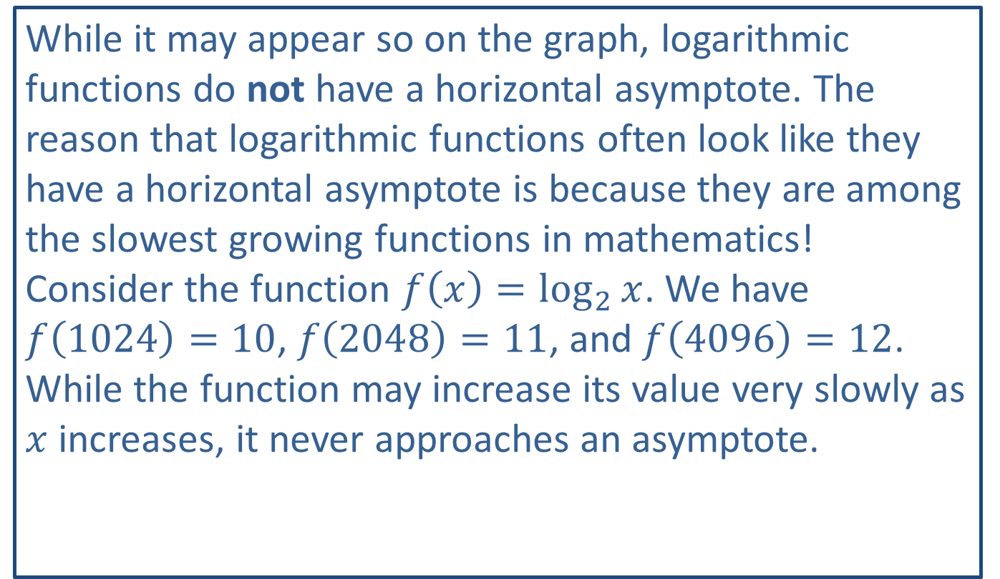 While it may appear so on the graph, logarithmic
functions do not have a horizontal asymptote. The
reason that logarithmic functions often look like they
have a horizontal asymptote is because they are among
the slowest growing functions in mathematics!
Consider the function f(x) = log₂ x. We have
f(1024) = 10, f(2048) = 11, and f(4096) = 12.
While the function may increase its value very slowly as
x increases, it never approaches an asymptote.